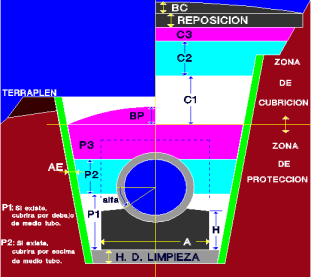 BC
REPOSICION
C3
ZONA
C2
DE
TERRAPLEN
CUBRICION
C1
BP
ZONA
P3
DE
AE
P2
PROTECCION
alfa
P1: Si existe,
cubrira por debajo
de medio tubo.
P1
A
H
P2: Si existe,
cubrira por encima
de medio tubo.
H. D. LIMPIEZA